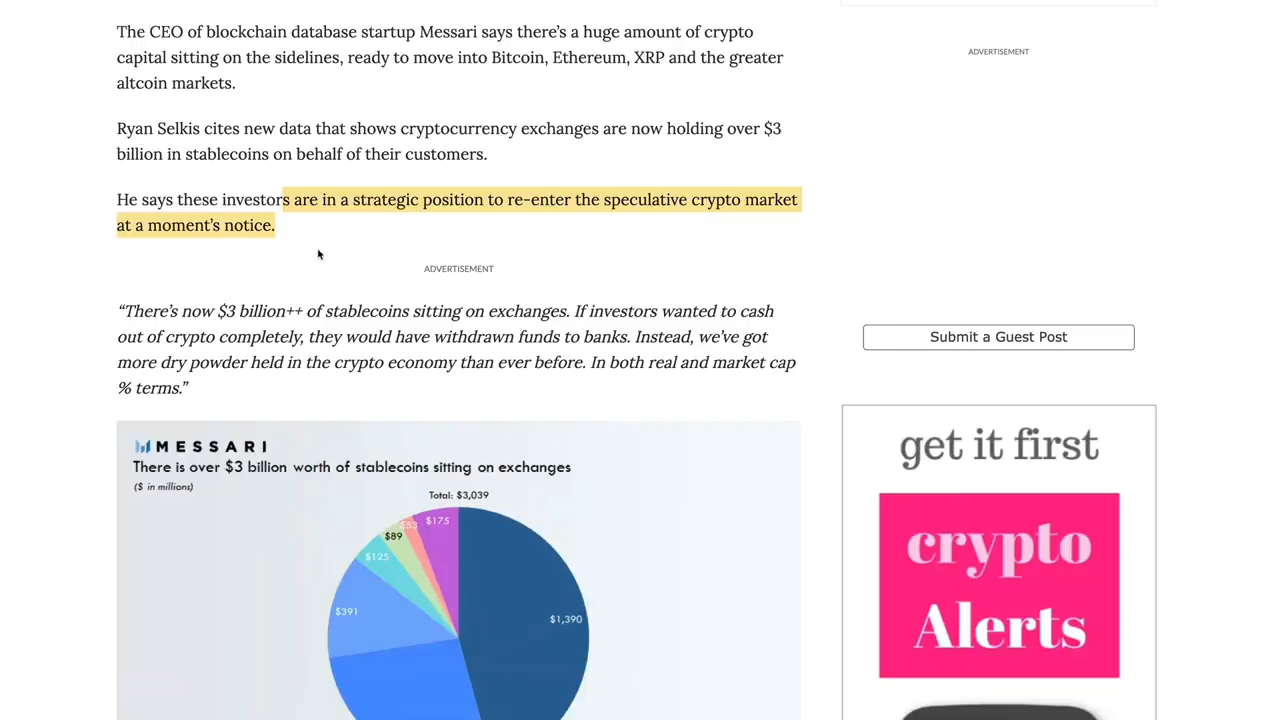 The CEO of blockchain database startup Messari says there’s a huge amount of crypto
capital sitting on the sidelines, ready to move into Bitcoin, Ethereum, XRP and the greater
altcoin markets.
Ryan Selkis cites new data that shows cryptocurrency exchanges are now holding over $3
billion in stablecoins on behalf of their customers.
He says these investors are in a strategic position to re-enter the speculative crypto market
at a moment’s notice.
ADVERTISEMENT
“There’s now $3 billion++ of stablecoins sitting on exchanges. If investors wanted to cash
out of crypto completely, they would have withdrawn funds to banks. Instead, we’ve got
more dry powder held in the crypto economy than ever before. In both real and market cap
% terms.”
MESSARI
There is over $3 billion worth of stablecoins sitting on exchanges
($ in millions)
Total: $3,039
$175
$53
$89
$125
$391
$1,390
ADVERTISEMENT
Submit a Guest Post
get it first
crypto
Alerts